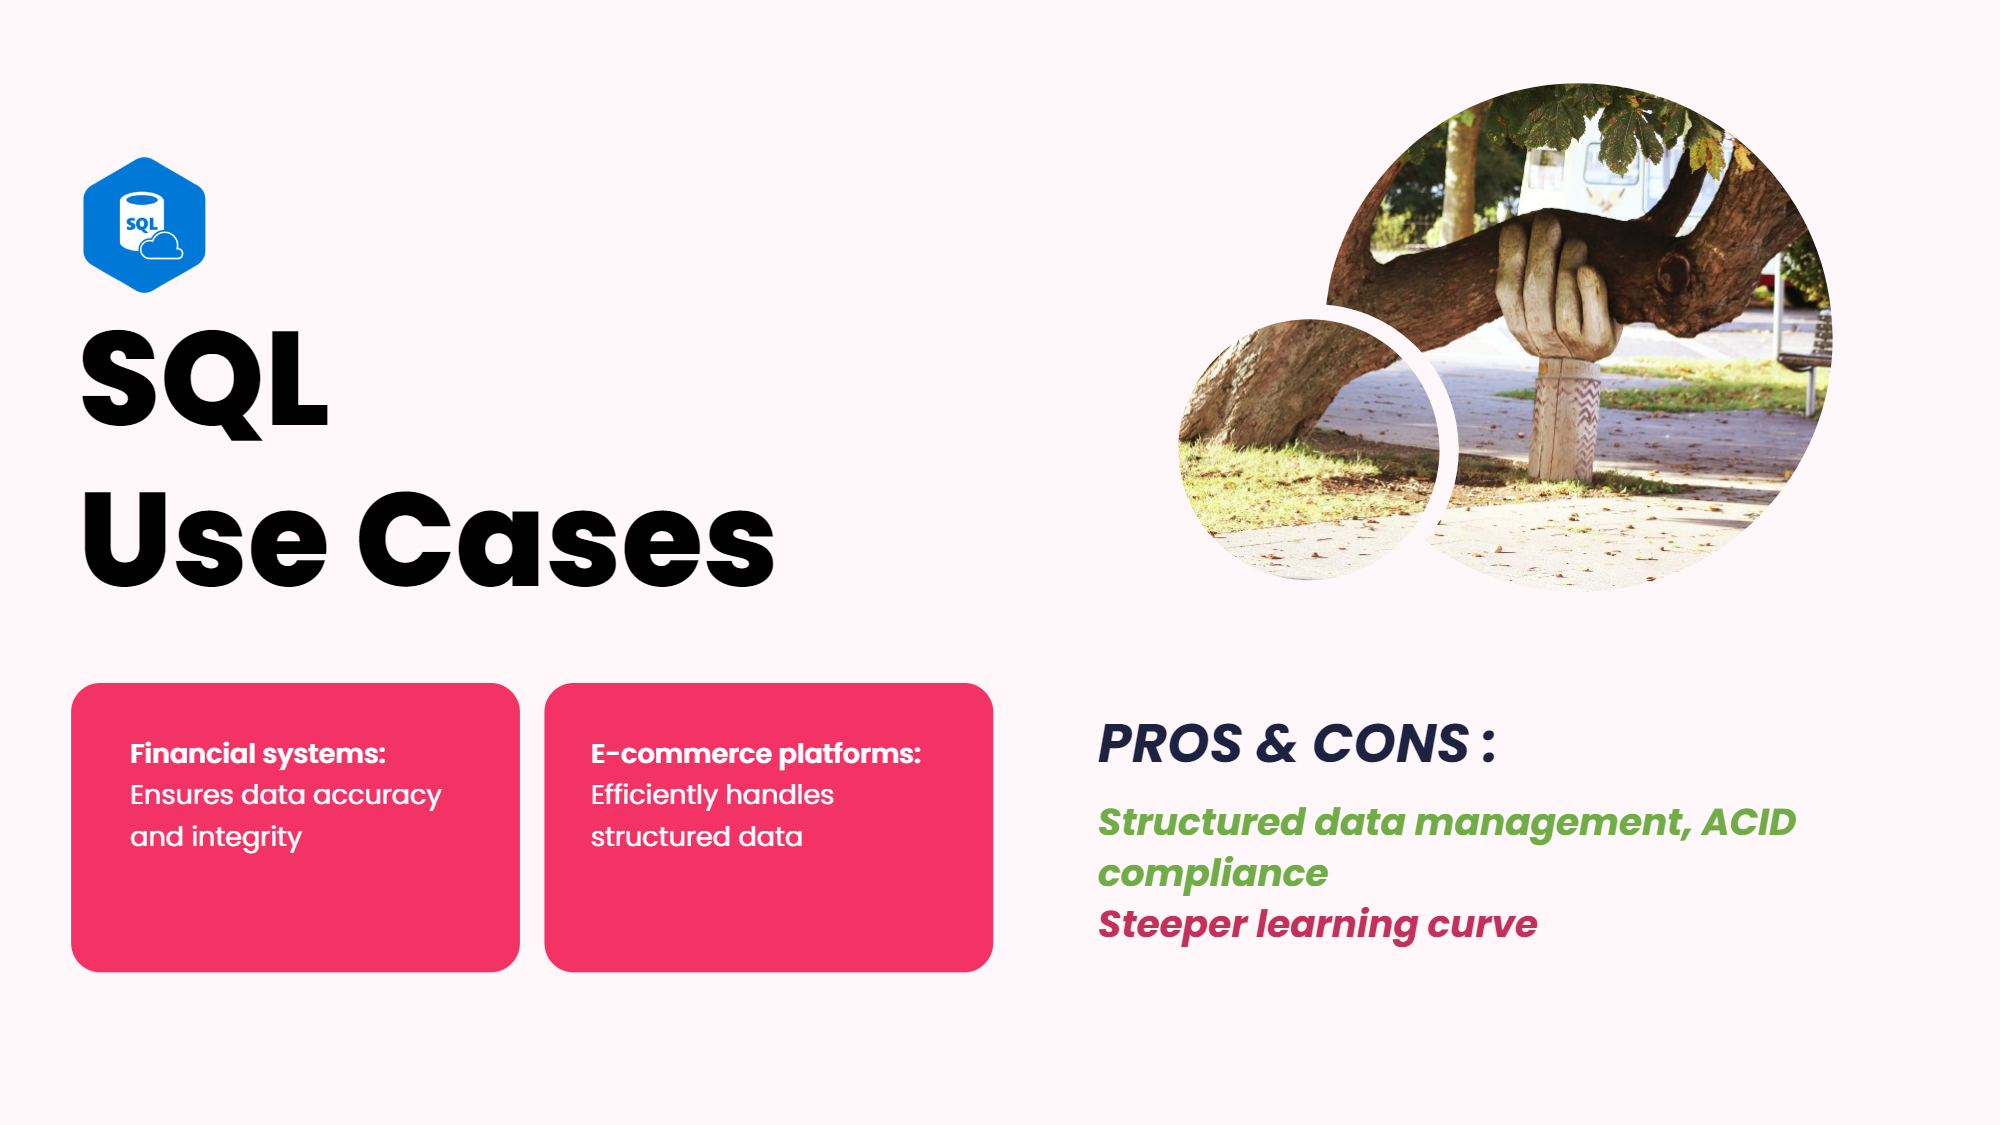 SQL
SQL
Use Cases
Financial systems:
Ensures data accuracy
and integrity
E-commerce platforms:
Efficiently handles
structured data
PROS & CONS :
Structured data management, ACID
compliance
Steeper learning curve